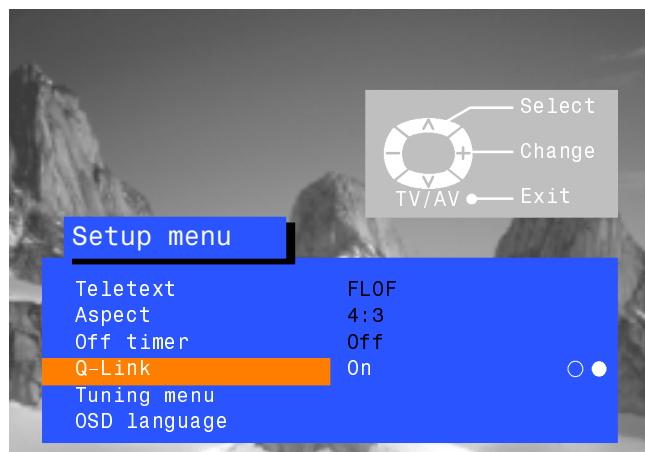 Select
Change
TV/AV Exit
Setup menu
Teletext FLOF
Aspect 4:3
Off timer Off
Q-Link On
Tuning menu
OSD language